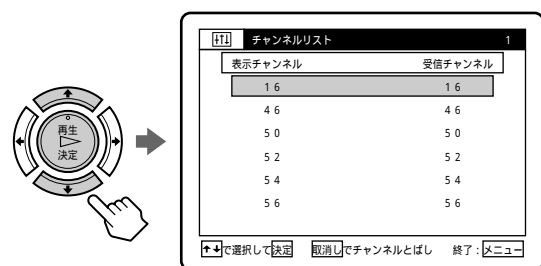 チャンネルリスト 1
表示チャンネル 受信チャンネル
16 16
46 46
50 50
52 52
54 54
56 56
再生
決定
↑↓で選択して決定 取消しでチャンネルとばし 終了:メニュー